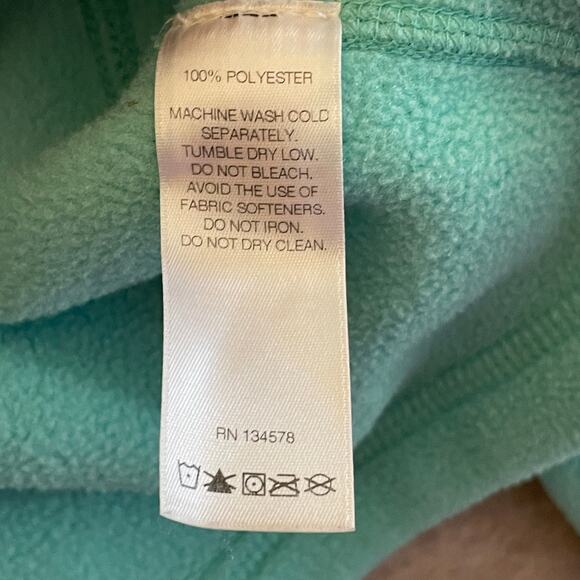 100% POLYESTER
MACHINE WASH COLD
SEPARATELY.
TUMBLE DRY LOW.
DO NOT BLEACH.
AVOID THE USE OF
FABRIC SOFTENERS.
DO NOT IRON.
DO NOT DRY CLEAN.
RN 134578